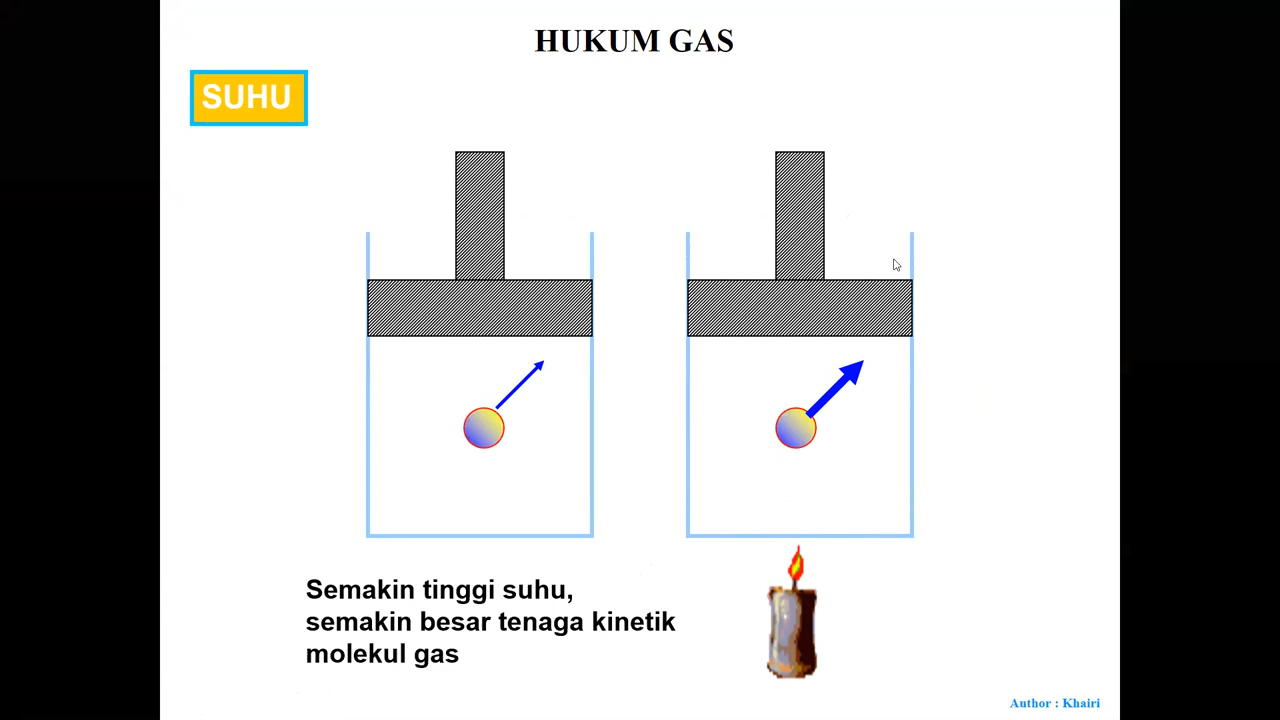 HUKUM GAS
SUHU
Semakin tinggi suhu,
semakin besar tenaga kinetik
molekul gas
Author : Khairi